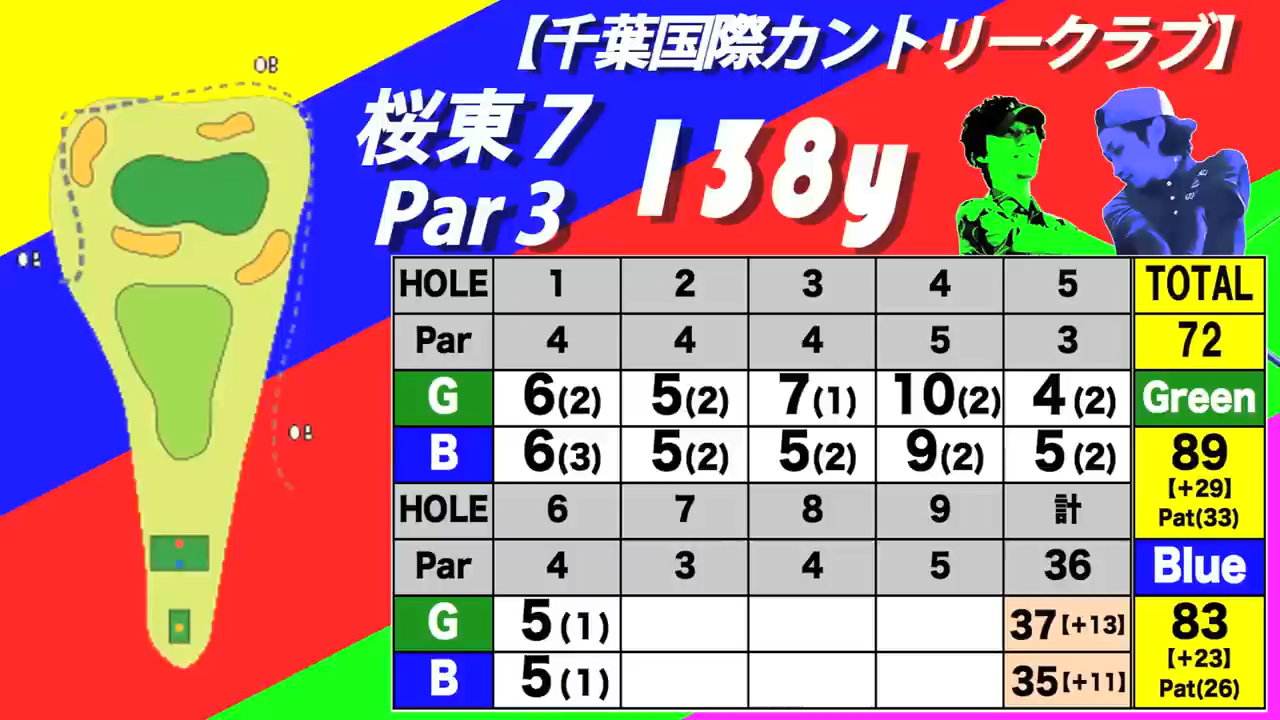 【千葉国際カントリークラブ】
桜東7
138y
Par 3
OB
OB
OB
HOLE 1 2 3 4 5 TOTAL
Par 4 4 4 5 3 72
G 6(2) 5(2) 7(1) 10(2) 4(2) Green
B 6(3) 5(2) 5(2) 9(2) 5(2) 89
【+29】
Pat(33)
HOLE 6 7 8 9 計
Par 4 3 4 5 36 Blue
G 5(1) 37【+13】 83
【+23】
B 5(1) 35【+11】 Pat(26)